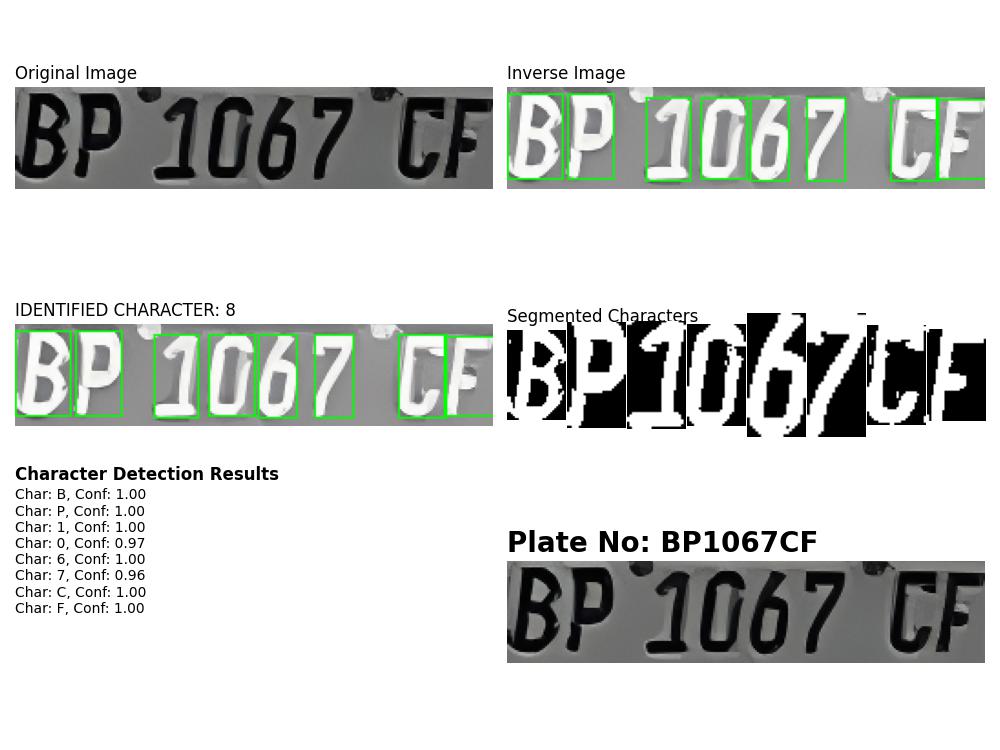 Original Image
BP 1067 CF
Inverse Image
BP 1067 CF
IDENTIFIED CHARACTER: 8
BP 1067 CF
Segmented Characters
BP1067CF
Character Detection Results
Char: B, Conf: 1.00
Char: P, Conf: 1.00
Char: 1, Conf: 1.00
Char: 0, Conf: 0.97
Char: 6, Conf: 1.00
Char: 7, Conf: 0.96
Char: C, Conf: 1.00
Char: F, Conf: 1.00
Plate No: BP1067CF
BP 1067 CF